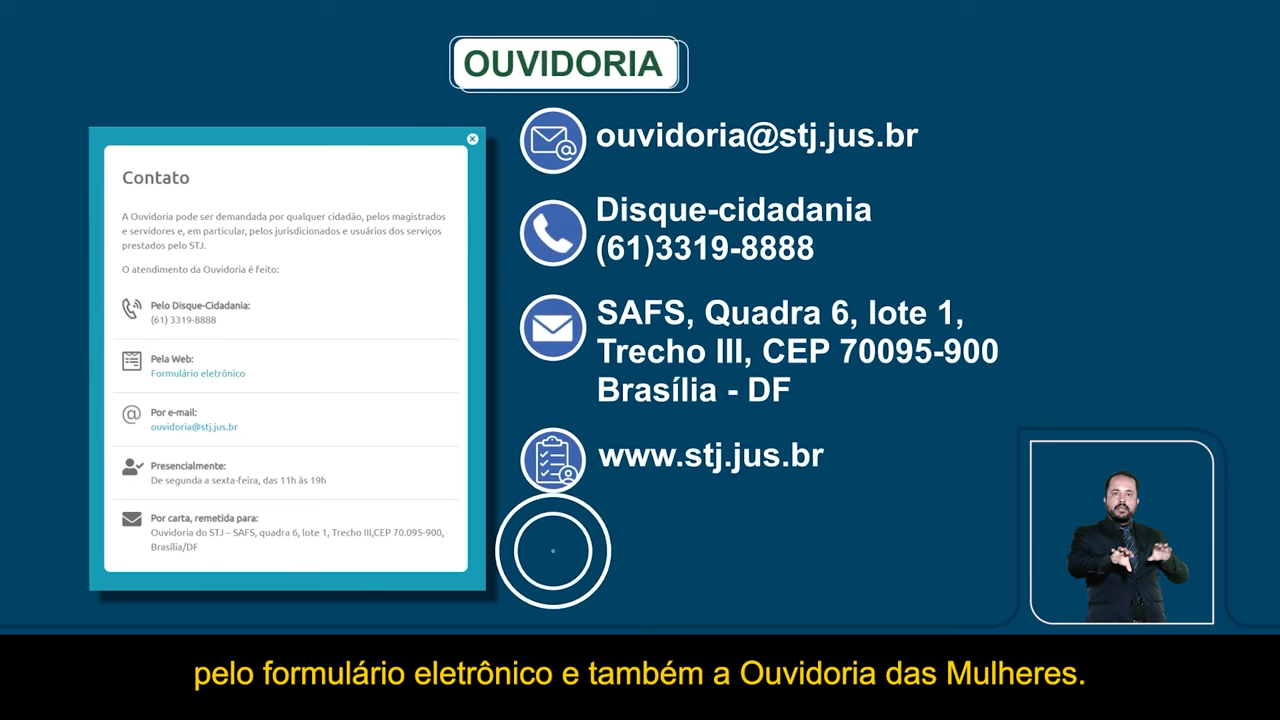 OUVIDORIA
Contato
A Ouvidoria pode ser demandada por qualquer cidadão, pelos magistrados
e servidores e, em particular, pelos jurisdicionados e usuários dos serviços
prestados pelo STJ.
O atendimento da Ouvidoria é feito:
Pelo Disque-Cidadania:
(61) 3319-8888
Pela Web:
Formulário eletrônico
Por e-mail:
ouvidoria@stj.jus.br
Presencialmente:
De segunda a sexta-feira, das 11h às 19h
Por carta, remetida para:
Ouvidoria do STJ – SAFS, quadra 6, lote 1, Trecho III,CEP 70.095-900,
Brasília/DF
ouvidoria@stj.jus.br
Disque-cidadania
(61)3319-8888
SAFS, Quadra 6, lote 1,
Trecho III, CEP 70095-900
Brasília - DF
www.stj.jus.br
pelo formulário eletrônico e também a Ouvidoria das Mulheres.